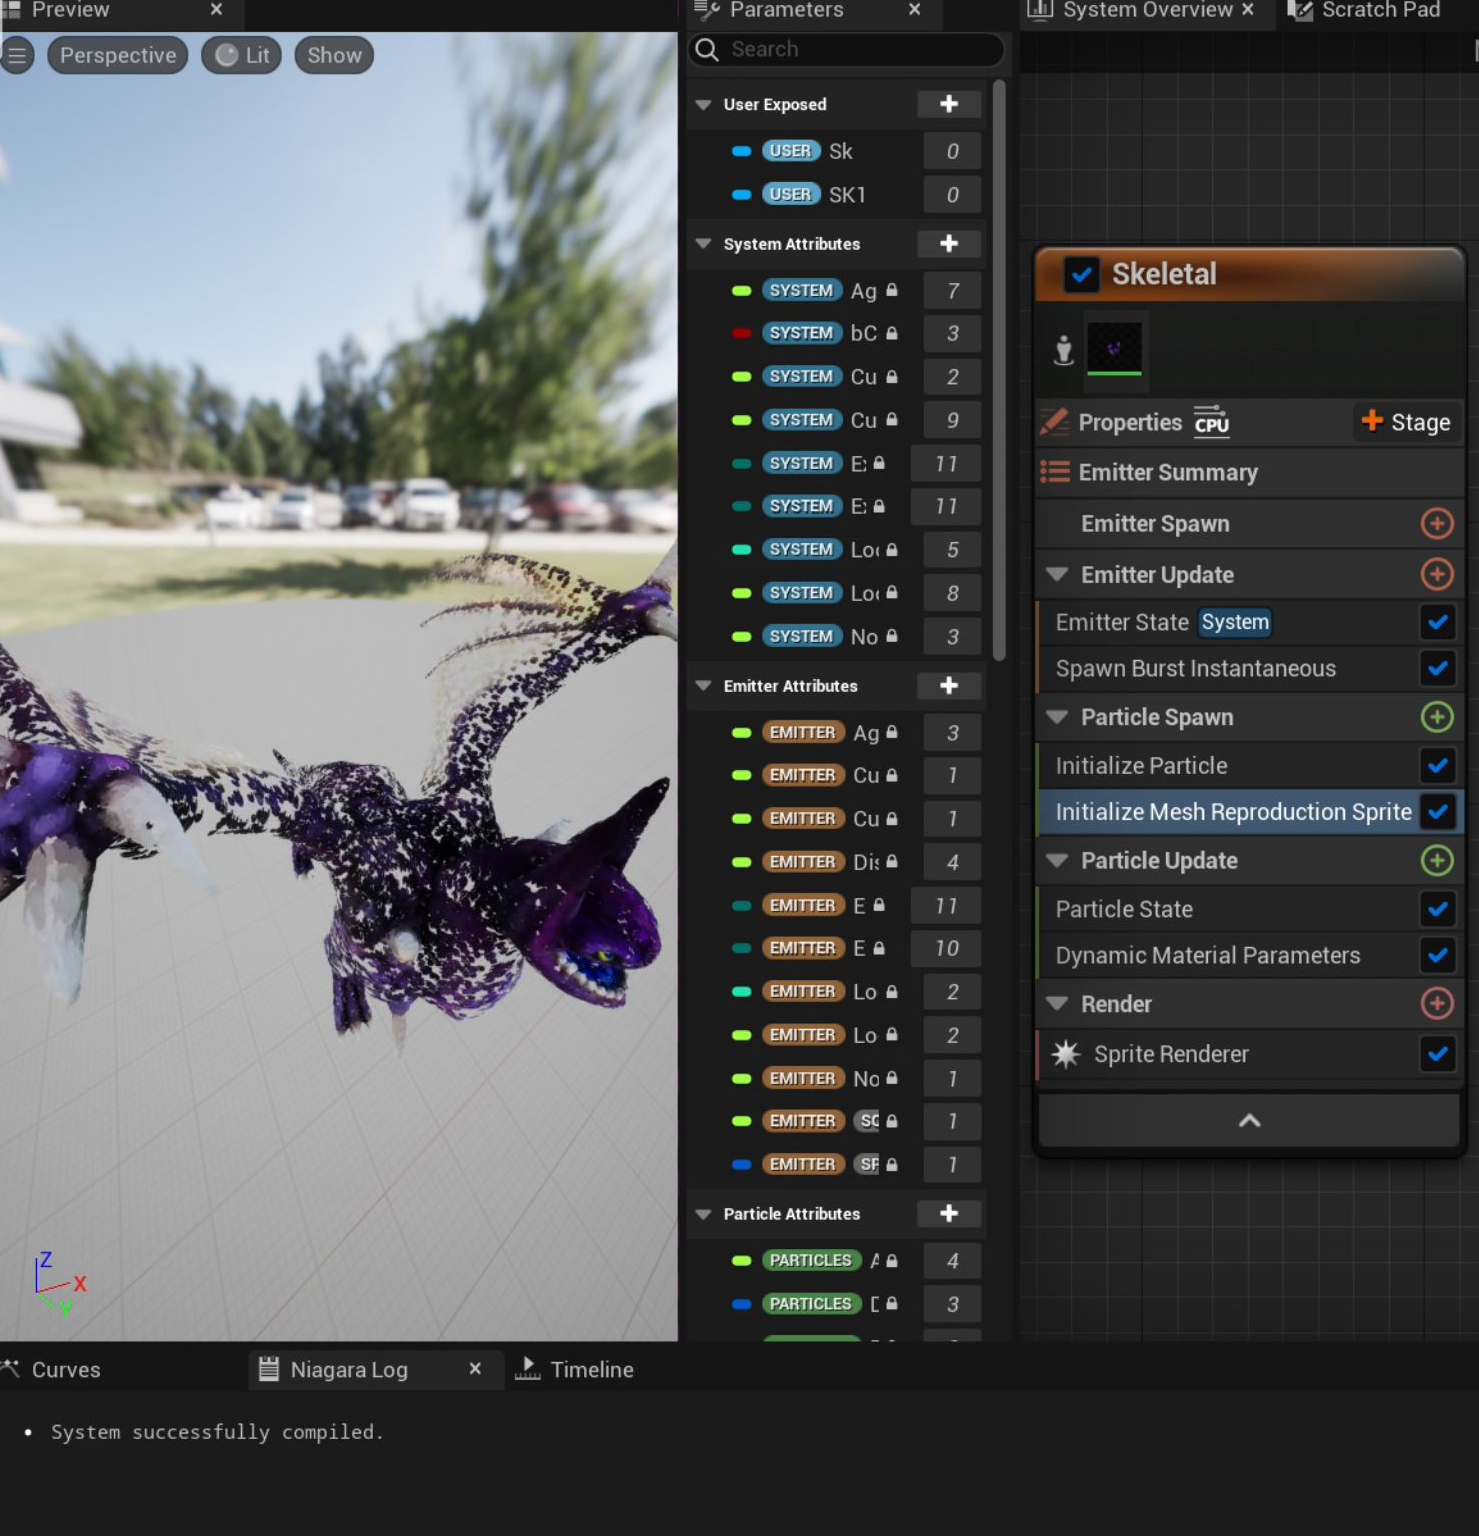 Preview
Perspective
Lit
Show
Z
X
Y
Parameters
Search
User Exposed
USER Sk 0
USER SK1 0
System Attributes
SYSTEM Ag 7
SYSTEM bC 3
SYSTEM Cu 2
SYSTEM Cu 9
SYSTEM E 11
SYSTEM E 11
SYSTEM Lo 5
SYSTEM Lo 8
SYSTEM No 3
Emitter Attributes
EMITTER Ag 3
EMITTER Cu 1
EMITTER Cu 1
EMITTER Dis 4
EMITTER E 11
EMITTER E 10
EMITTER Lo 2
EMITTER Lo 2
EMITTER No 1
EMITTER SC 1
EMITTER SP 1
Particle Attributes
PARTICLES A 4
PARTICLES 3
System Overview
Scratch Pad
Skeletal
Properties CPU
Stage
Emitter Summary
Emitter Spawn
Emitter Update
Emitter State System
Spawn Burst Instantaneous
Particle Spawn
Initialize Particle
Initialize Mesh Reproduction Sprite
Particle Update
Particle State
Dynamic Material Parameters
Render
Sprite Renderer
Curves
Niagara Log
Timeline
• System successfully compiled.